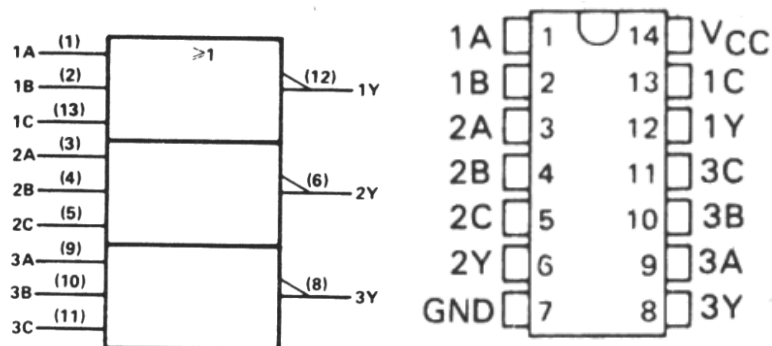 ≥1
1A (1)
1B (2)
1C (13)
(12) 1Y
2A (3)
2B (4)
2C (5)
(6) 2Y
3A (9)
3B (10)
3C (11)
(8) 3Y
1A 1 14 VCC
1B 2 13 1C
2A 3 12 1Y
2B 4 11 3C
2C 5 10 3B
2Y 6 9 3A
GND 7 8 3Y